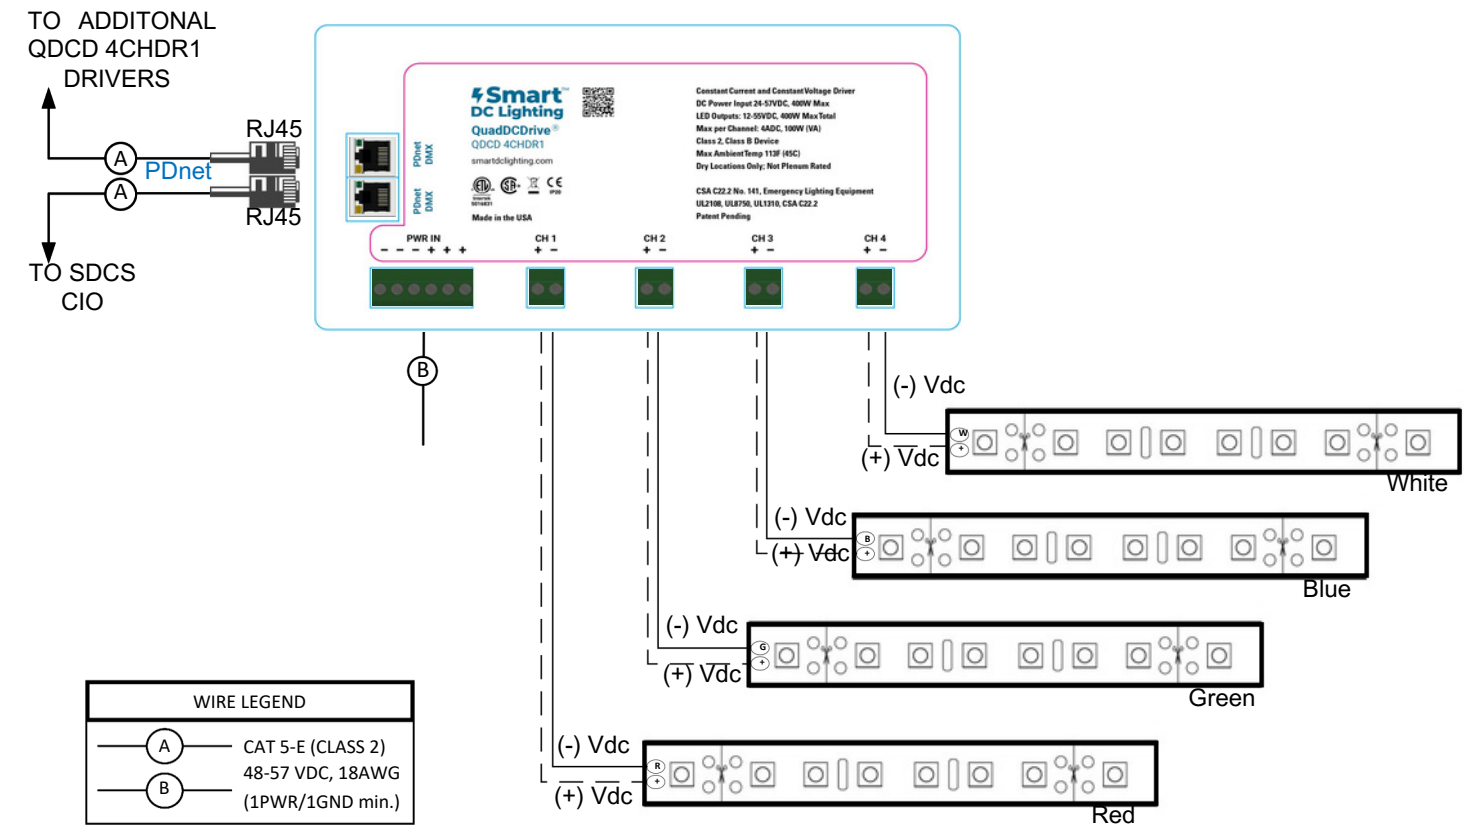 TO ADDITONAL
QDCD 4CHDR1
DRIVERS
RJ45
A
PDnet
A
RJ45
TO SDCS
CIO
Smart™
DC Lighting
QuadDCDrive®
QDCD 4CHDR1
smartdclighting.com
Intertek
5016831
CE
IP20
Made in the USA
PDnet
DMX
PDnet
DMX
Constant Current and Constant Voltage Driver
DC Power Input 24-57VDC, 400W Max
LED Outputs: 12-55VDC, 400W Max Total
Max per Channel: 4ADC, 100W (VA)
Class 2, Class B Device
Max Ambient Temp 113F (45C)
Dry Locations Only; Not Plenum Rated
CSA C22.2 No. 141, Emergency Lighting Equipment
UL2108, UL8750, UL1310, CSA C22.2
Patent Pending
PWR IN
- - - + + +
CH 1
+ -
CH 2
+ -
CH 3
+ -
CH 4
+ -
B
(-) Vdc
W
+
(+) Vdc
White
(-) Vdc
B
+
(+) Vdc
Blue
(-) Vdc
G
+
(+) Vdc
Green
(-) Vdc
R
+
(+) Vdc
Red
WIRE LEGEND
A CAT 5-E (CLASS 2)
B 48-57 VDC, 18AWG
(1PWR/1GND min.)